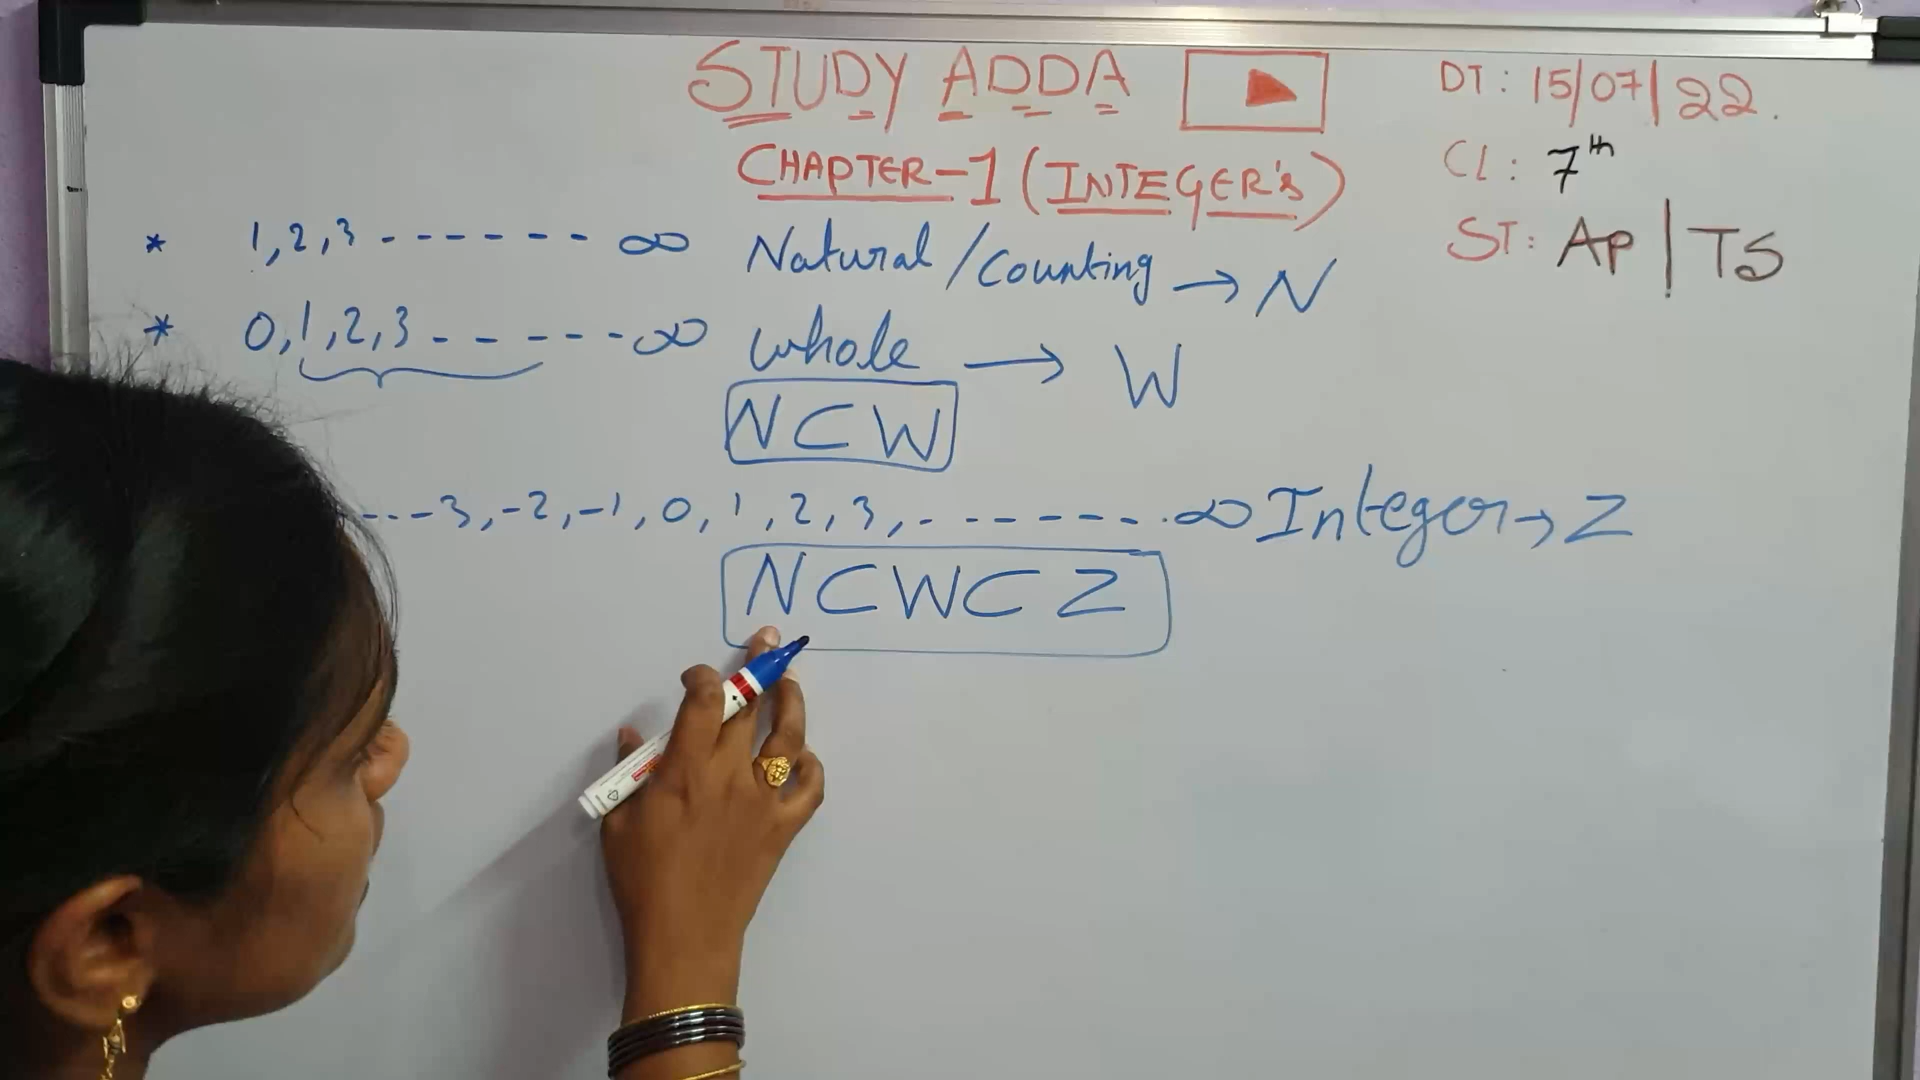 STUDY ADDA
DT: 15/07/22.
CHAPTER-1 (INTEGER'S)
CL: 7th
ST: AP | TS
* 1,2,3 ------- ∞ Natural/Counting → N
* 0,1,2,3 ------ ∞ whole → W
N⊂W
---3,-2,-1,0,1,2,3,--------∞ Integer → Z
N⊂W⊂Z